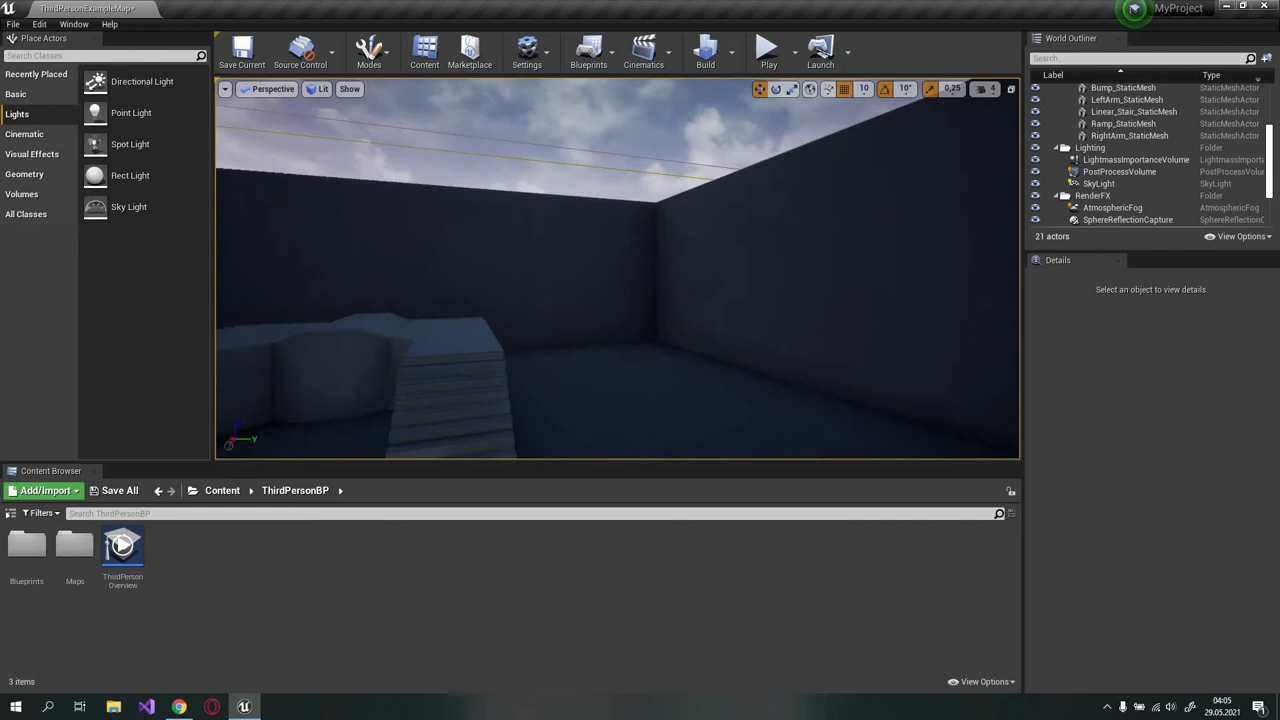 ThirdPersonExampleMap*
MyProject
File Edit Window Help
Place Actors
Search Classes
Recently Placed
Basic
Lights
Cinematic
Visual Effects
Geometry
Volumes
All Classes
Directional Light
Point Light
Spot Light
Rect Light
Sky Light
Save Current
Source Control
Modes
Content
Marketplace
Settings
Blueprints
Cinematics
Build
Play
Launch
Perspective
Lit
Show
10
10°
0,25
4
Y
World Outliner
Search...
Label Type
Bump_StaticMesh StaticMeshActor
LeftArm_StaticMesh StaticMeshActor
Linear_Stair_StaticMesh StaticMeshActor
Ramp_StaticMesh StaticMeshActor
RightArm_StaticMesh StaticMeshActor
Lighting Folder
LightmassImportanceVolume LightmassImporta
PostProcessVolume PostProcessVolum
SkyLight SkyLight
RenderFX Folder
AtmosphericFog AtmosphericFog
SphereReflectionCapture SphereReflectionC
21 actors
View Options
Details
Select an object to view details.
Content Browser
Add/Import
Save All
Content
ThirdPersonBP
Filters
Search ThirdPersonBP
Blueprints
Maps
ThirdPerson
Overview
3 items
View Options
04:05
29.05.2021
1